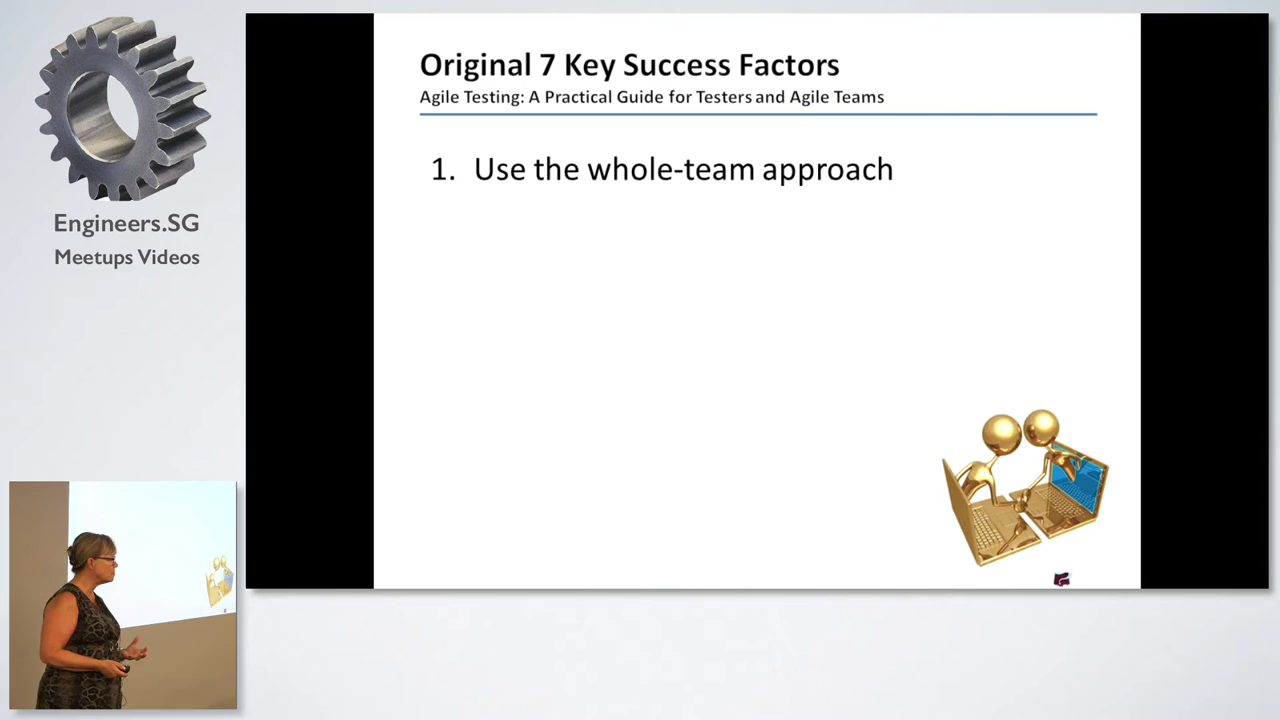 Engineers.SG
Meetups Videos
Original 7 Key Success Factors
Agile Testing: A Practical Guide for Testers and Agile Teams
1. Use the whole-team approach